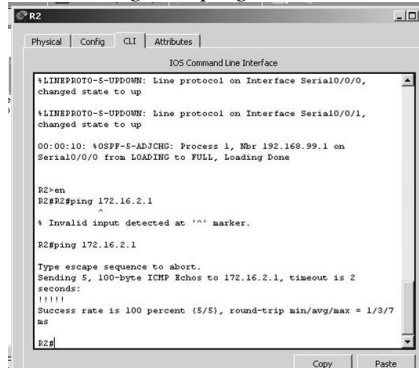 R2
Physical Config CLI Attributes
IOS Command Line Interface
%LINEPROTO-5-UPDOWN: Line protocol on Interface Serial0/0/0,
changed state to up
%LINEPROTO-5-UPDOWN: Line protocol on Interface Serial0/0/1,
changed state to up
00:00:10: %OSPF-5-ADJCHG: Process 1, Nbr 192.168.99.1 on
Serial0/0/0 from LOADING to FULL, Loading Done
R2>en
R2#R2#ping 172.16.2.1
^
% Invalid input detected at '^' marker.
R2#ping 172.16.2.1
Type escape sequence to abort.
Sending 5, 100-byte ICMP Echos to 172.16.2.1, timeout is 2
seconds:
!!!!!
Success rate is 100 percent (5/5), round-trip min/avg/max = 1/3/7
ms
R2#
Copy Paste